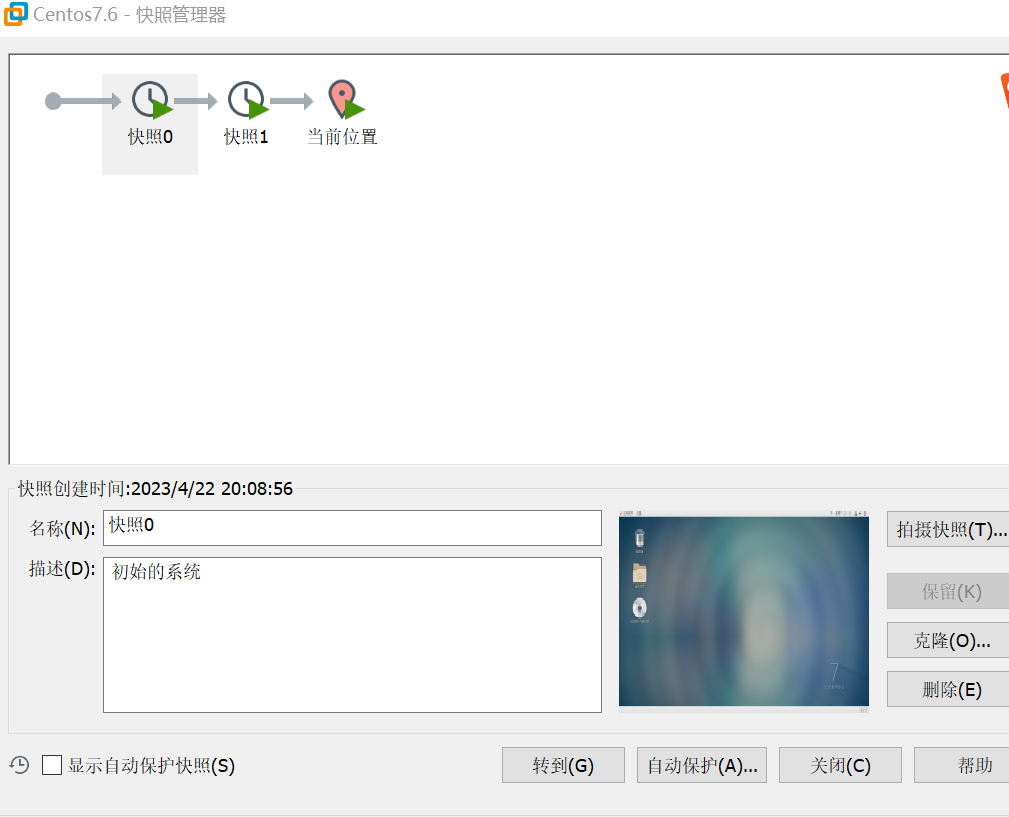 Centos7.6 - 快照管理器
快照0
快照1
当前位置
快照创建时间:2023/4/22 20:08:56
名称(N):
快照0
描述(D):
初始的系统
7
拍摄快照(T)...
保留(K)
克隆(O)...
删除(E)
显示自动保护快照(S)
转到(G)
自动保护(A)...
关闭(C)
帮助